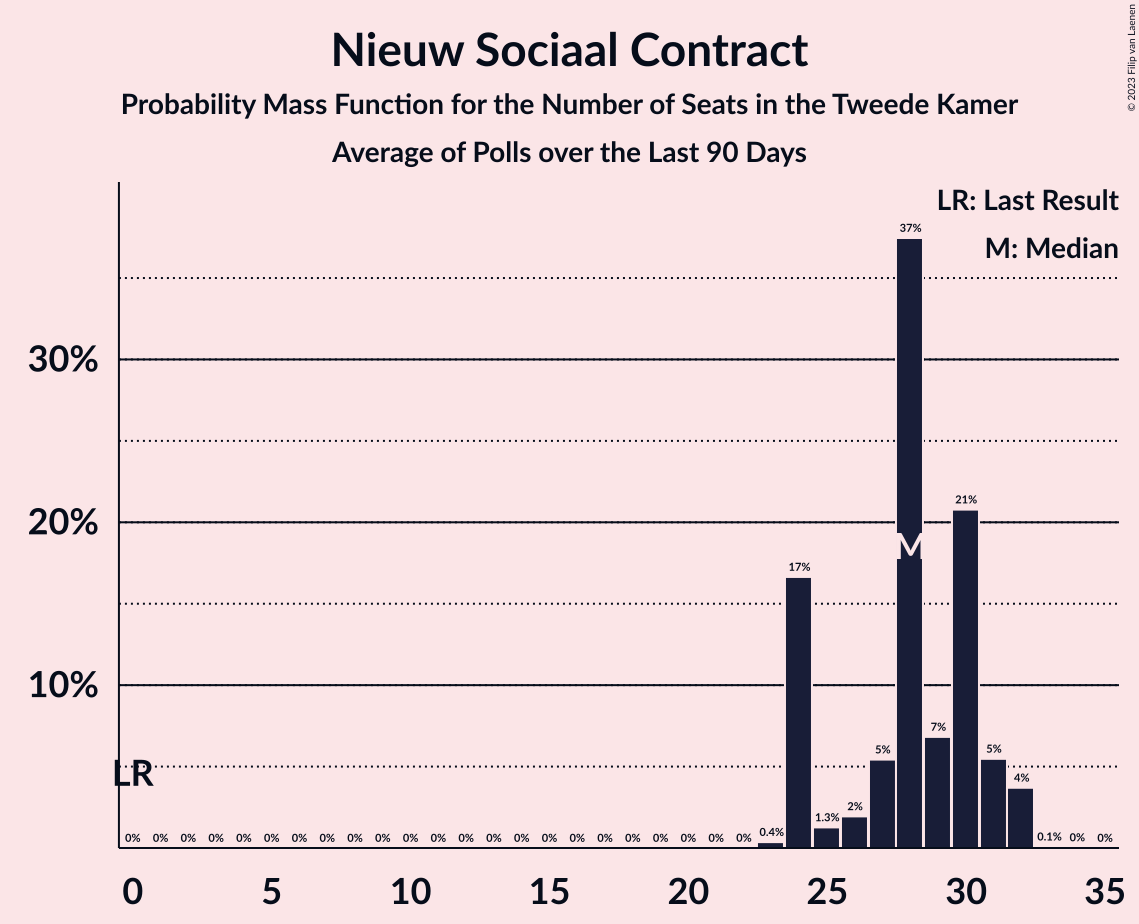 Nieuw Sociaal Contract
Probability Mass Function for the Number of Seats in the Tweede Kamer
Average of Polls over the Last 90 Days
© 2023 Filip van Laenen
LR: Last Result
M: Median
37%
30%
21%
20%
M
17%
10%
7%
5% 5%
LR
4%
2%
1.3%
0% 0% 0% 0% 0% 0% 0% 0% 0% 0% 0% 0% 0% 0% 0% 0% 0% 0% 0% 0% 0% 0% 0% 0.4% 0.1% 0% 0%
0 5 10 15 20 25 30 35